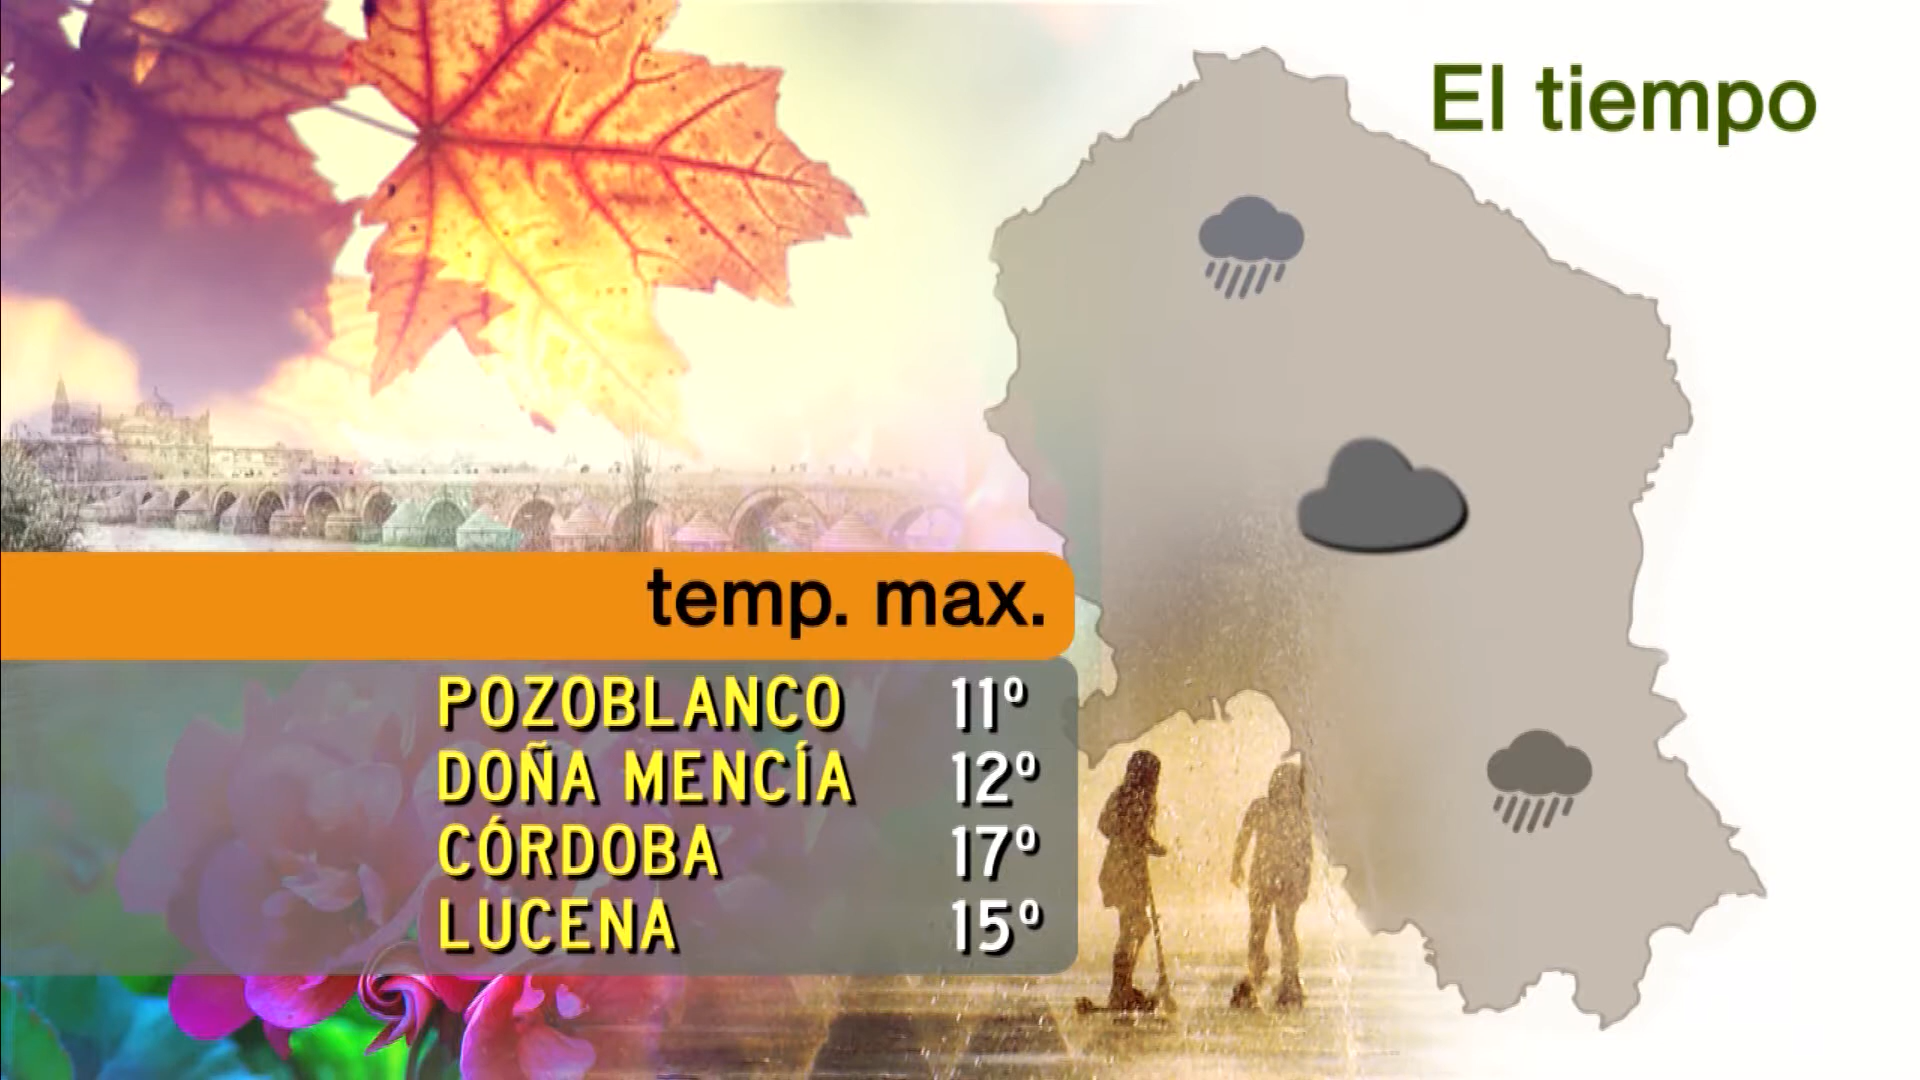 El tiempo
temp. max.
POZOBLANCO 11º
DOÑA MENCÍA 12º
CÓRDOBA 17º
LUCENA 15º